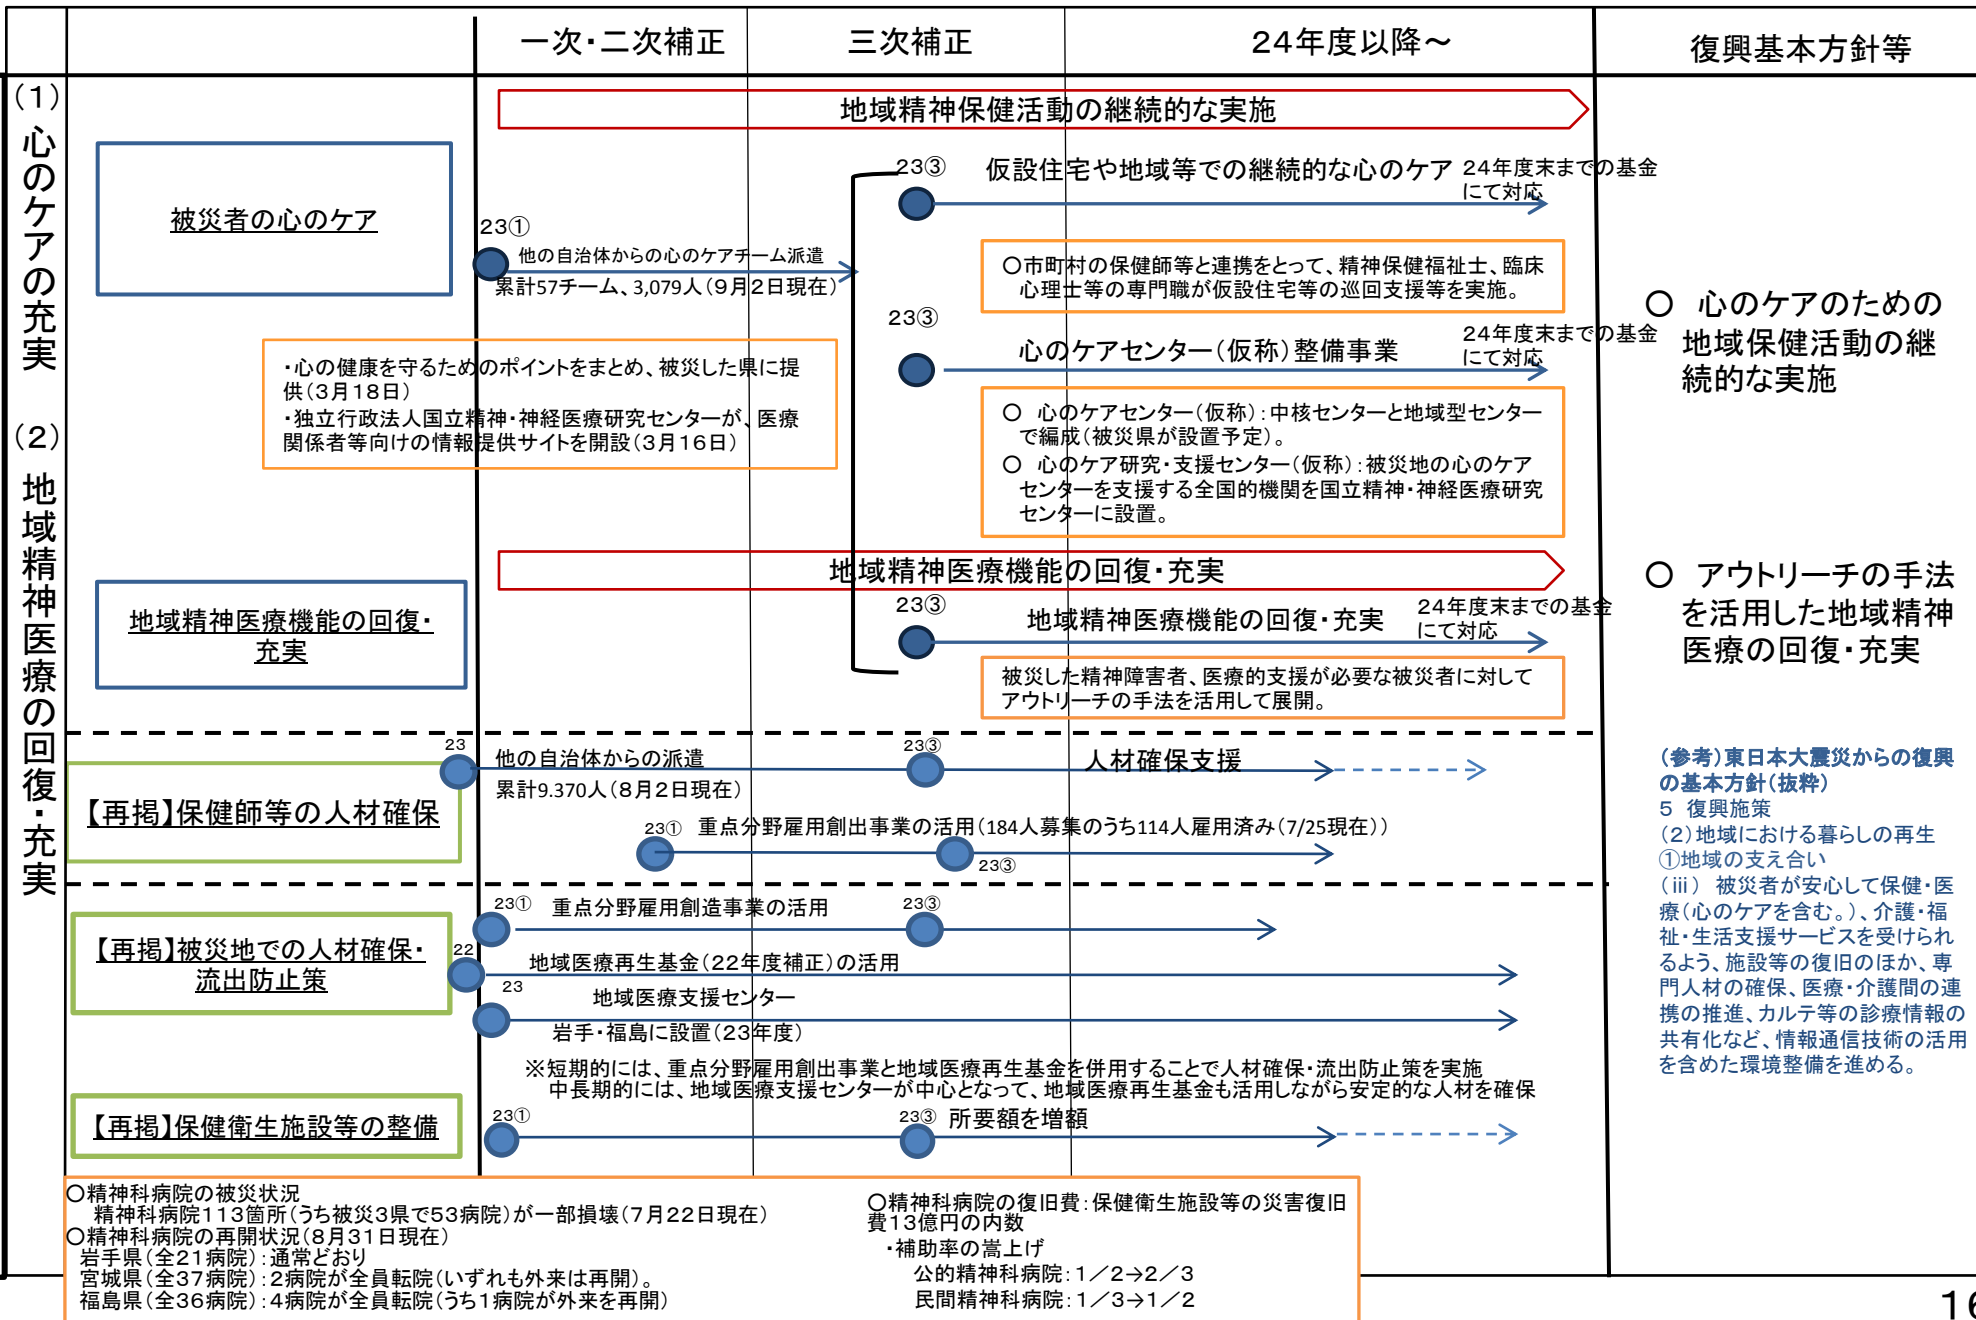 一次・二次補正
三次補正
24年度以降～
復興基本方針等
（1）心のケアの充実
（2）地域精神医療の回復・充実
地域精神保健活動の継続的な実施
被災者の心のケア
23①
他の自治体からの心のケアチーム派遣
累計57チーム、3,079人（9月2日現在）
・心の健康を守るためのポイントをまとめ、被災した県に提
供（3月18日）
・独立行政法人国立精神・神経医療研究センターが、医療
関係者等向けの情報提供サイトを開設（3月16日）
23③
仮設住宅や地域等での継続的な心のケア
24年度末までの基金
にて対応
○市町村の保健師等と連携をとって、精神保健福祉士、臨床
心理士等の専門職が仮設住宅等の巡回支援等を実施。
23③
心のケアセンター（仮称）整備事業
24年度末までの基金
にて対応
○ 心のケアセンター（仮称）：中核センターと地域型センター
で編成（被災県が設置予定）。
○ 心のケア研究・支援センター（仮称）：被災地の心のケア
センターを支援する全国的機関を国立精神・神経医療研究
センターに設置。
○ 心のケアのための
地域保健活動の継
続的な実施
地域精神医療機能の回復・充実
地域精神医療機能の回復・
充実
23③
地域精神医療機能の回復・充実
24年度末までの基金
にて対応
被災した精神障害者、医療的支援が必要な被災者に対して
アウトリーチの手法を活用して展開。
○ アウトリーチの手法
を活用した地域精神
医療の回復・充実
【再掲】保健師等の人材確保
23
他の自治体からの派遣
累計9.370人（8月2日現在）
23③
人材確保支援
23①
重点分野雇用創出事業の活用（184人募集のうち114人雇用済み（7/25現在））
23③
【再掲】被災地での人材確保・
流出防止策
23①
重点分野雇用創造事業の活用
23③
22
地域医療再生基金（22年度補正）の活用
23
地域医療支援センター
岩手・福島に設置（23年度）
※短期的には、重点分野雇用創出事業と地域医療再生基金を併用することで人材確保・流出防止策を実施
中長期的には、地域医療支援センターが中心となって、地域医療再生基金も活用しながら安定的な人材を確保
【再掲】保健衛生施設等の整備
23①
23③
所要額を増額
（参考）東日本大震災からの復興
の基本方針（抜粋）
5 復興施策
（2）地域における暮らしの再生
①地域の支え合い
（ⅲ） 被災者が安心して保健・医
療（心のケアを含む。）、介護・福
祉・生活支援サービスを受けられ
るよう、施設等の復旧のほか、専
門人材の確保、医療・介護間の連
携の推進、カルテ等の診療情報の
共有化など、情報通信技術の活用
を含めた環境整備を進める。
○精神科病院の被災状況
精神科病院113箇所（うち被災3県で53病院）が一部損壊（7月22日現在）
○精神科病院の再開状況（8月31日現在）
岩手県（全21病院）：通常どおり
宮城県（全37病院）：2病院が全員転院（いずれも外来は再開）。
福島県（全36病院）：4病院が全員転院（うち1病院が外来を再開）
○精神科病院の復旧費：保健衛生施設等の災害復旧
費13億円の内数
・補助率の嵩上げ
公的精神科病院：1／2→2／3
民間精神科病院：1／3→1／2
16